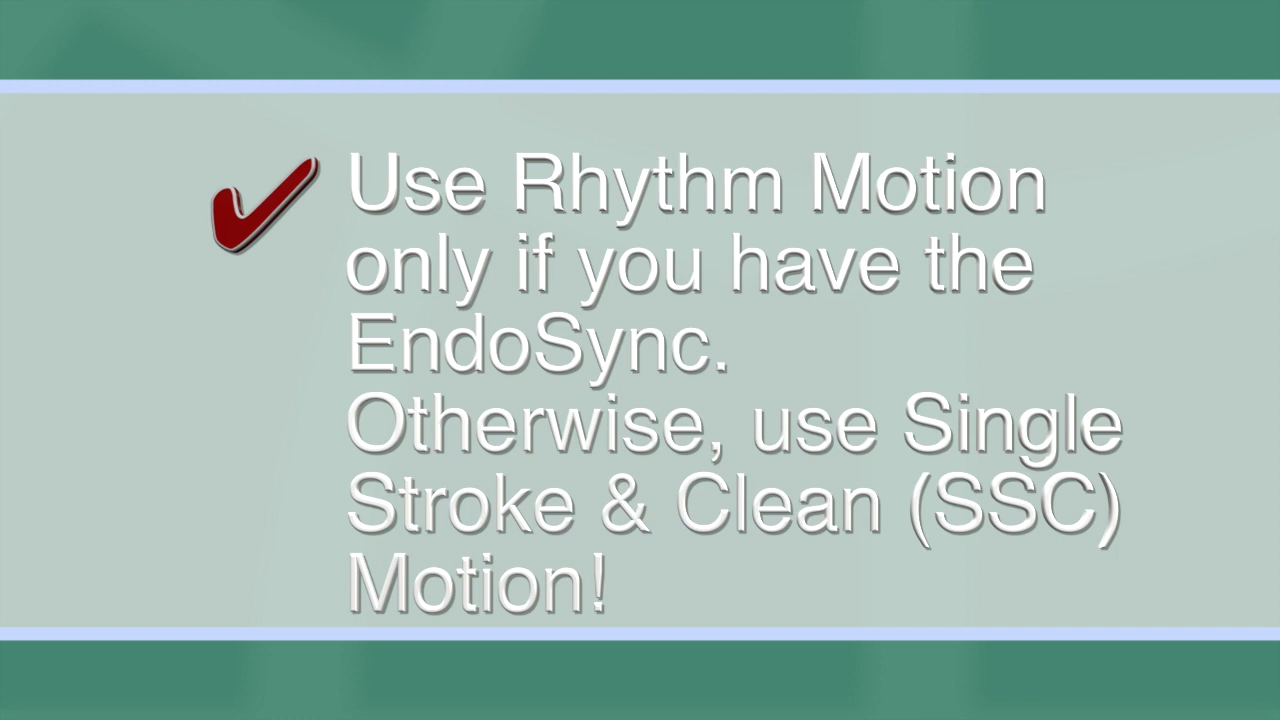 Use Rhythm Motion
only if you have the
EndoSync.
Otherwise, use Single
Stroke & Clean (SSC)
Motion!